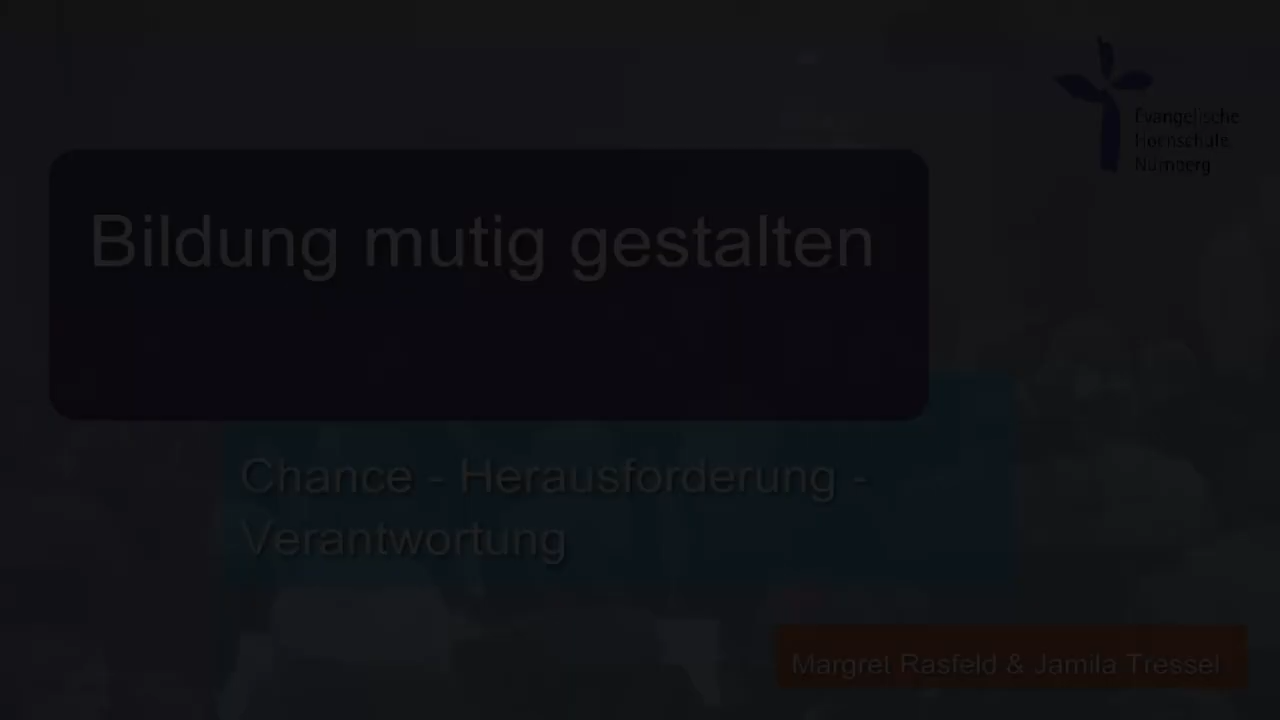 Evangelische
Hochschule
Nürnberg
Bildung mutig gestalten
Chance - Herausforderung -
Verantwortung
Margret Rasfeld & Jamila Tressel